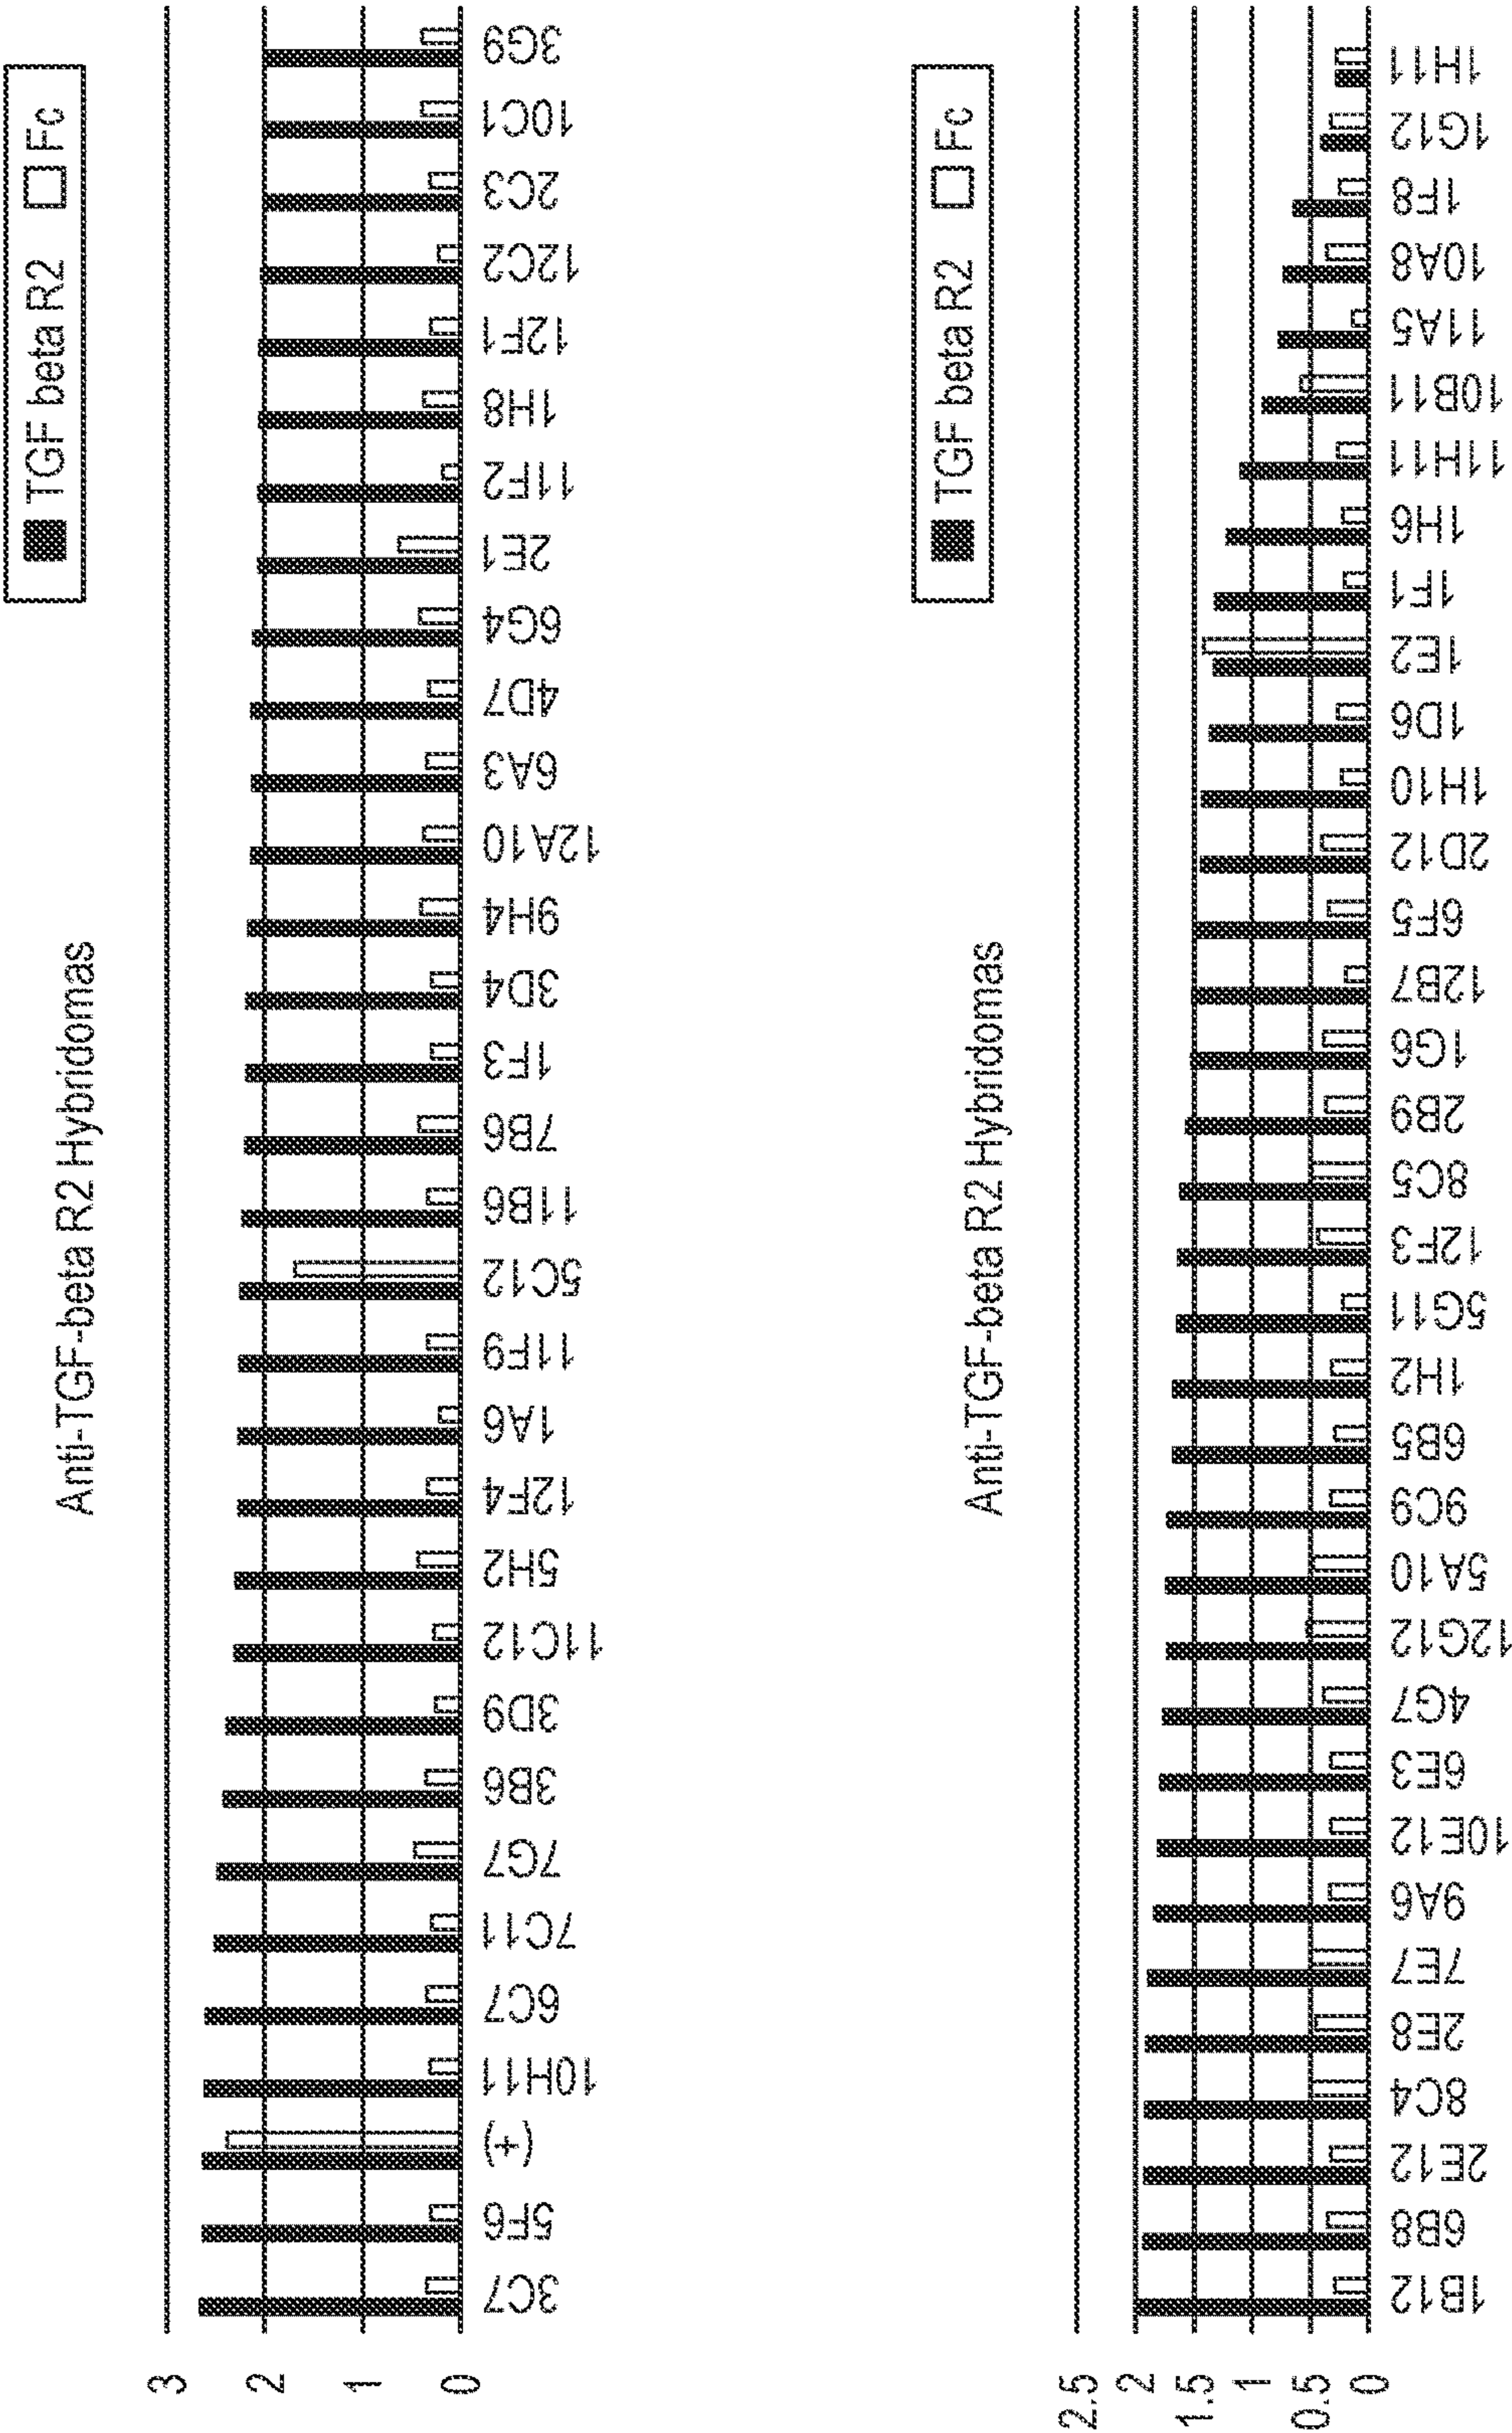 Anti-TGF-beta R2 Hybridomas
TGF beta R2 Fc
3
2
1
0
3C7 5F6 (+) 10H11 6C7 7C11 7G7 3B6 3D9 11C12 5H2 12F4 1A6 11F9 5C12 11B6 7B6 1F3 3D4 9H4 12A10 6A3 4D7 6G4 2E1 11F2 1H8 12F1 12C2 2C3 10C1 3G9
Anti-TGF-beta R2 Hybridomas
TGF beta R2 Fc
2.5
2
1.5
1
0.5
0
1B12 6B8 2E12 8C4 2E8 7E7 9A6 10E12 6E3 4G7 12G12 5A10 9C9 6B5 1H2 5G11 12F3 8C5 2B9 1G6 12B7 6F5 2D12 1H10 1D6 1E2 1F1 1H6 11H11 10B11 11A5 10A8 1F8 1G12 1H11